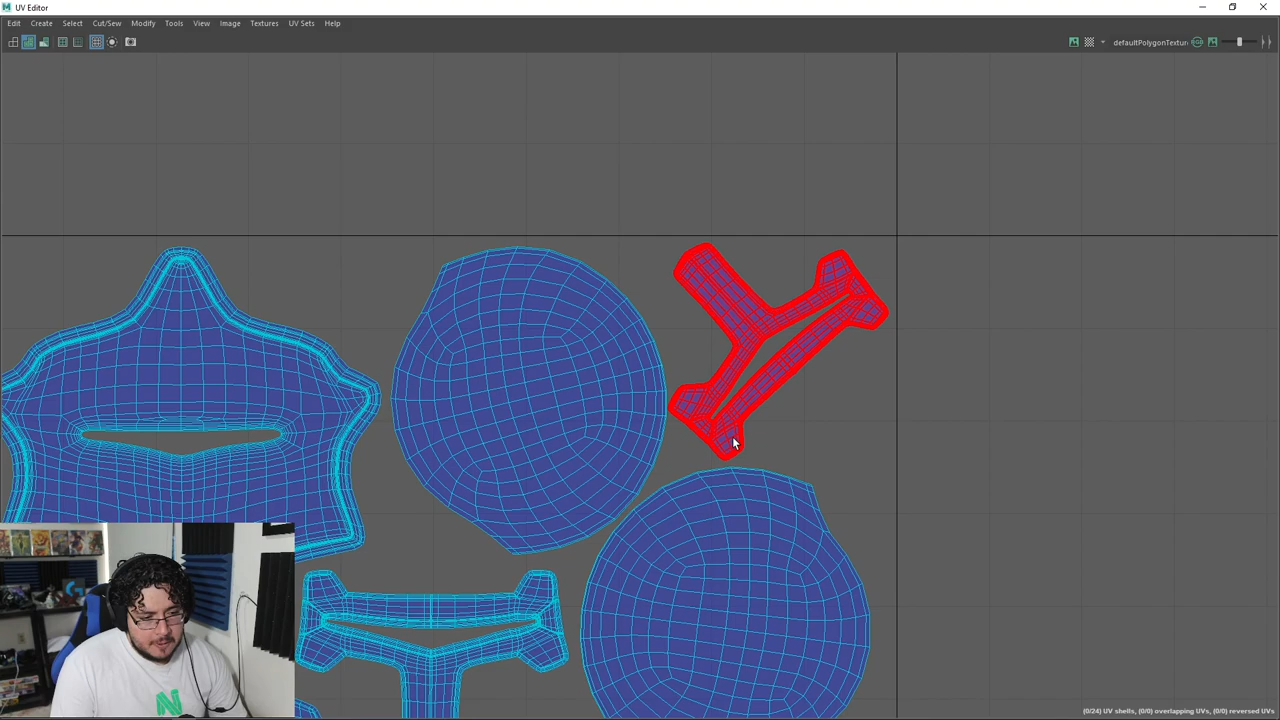 UV Editor
Edit Create Select Cut/Sew Modify Tools View Image Textures UV Sets Help
defaultPolygonTextur
(0/24) UV shells, (0/0) overlapping UVs, (0/0) reversed UVs